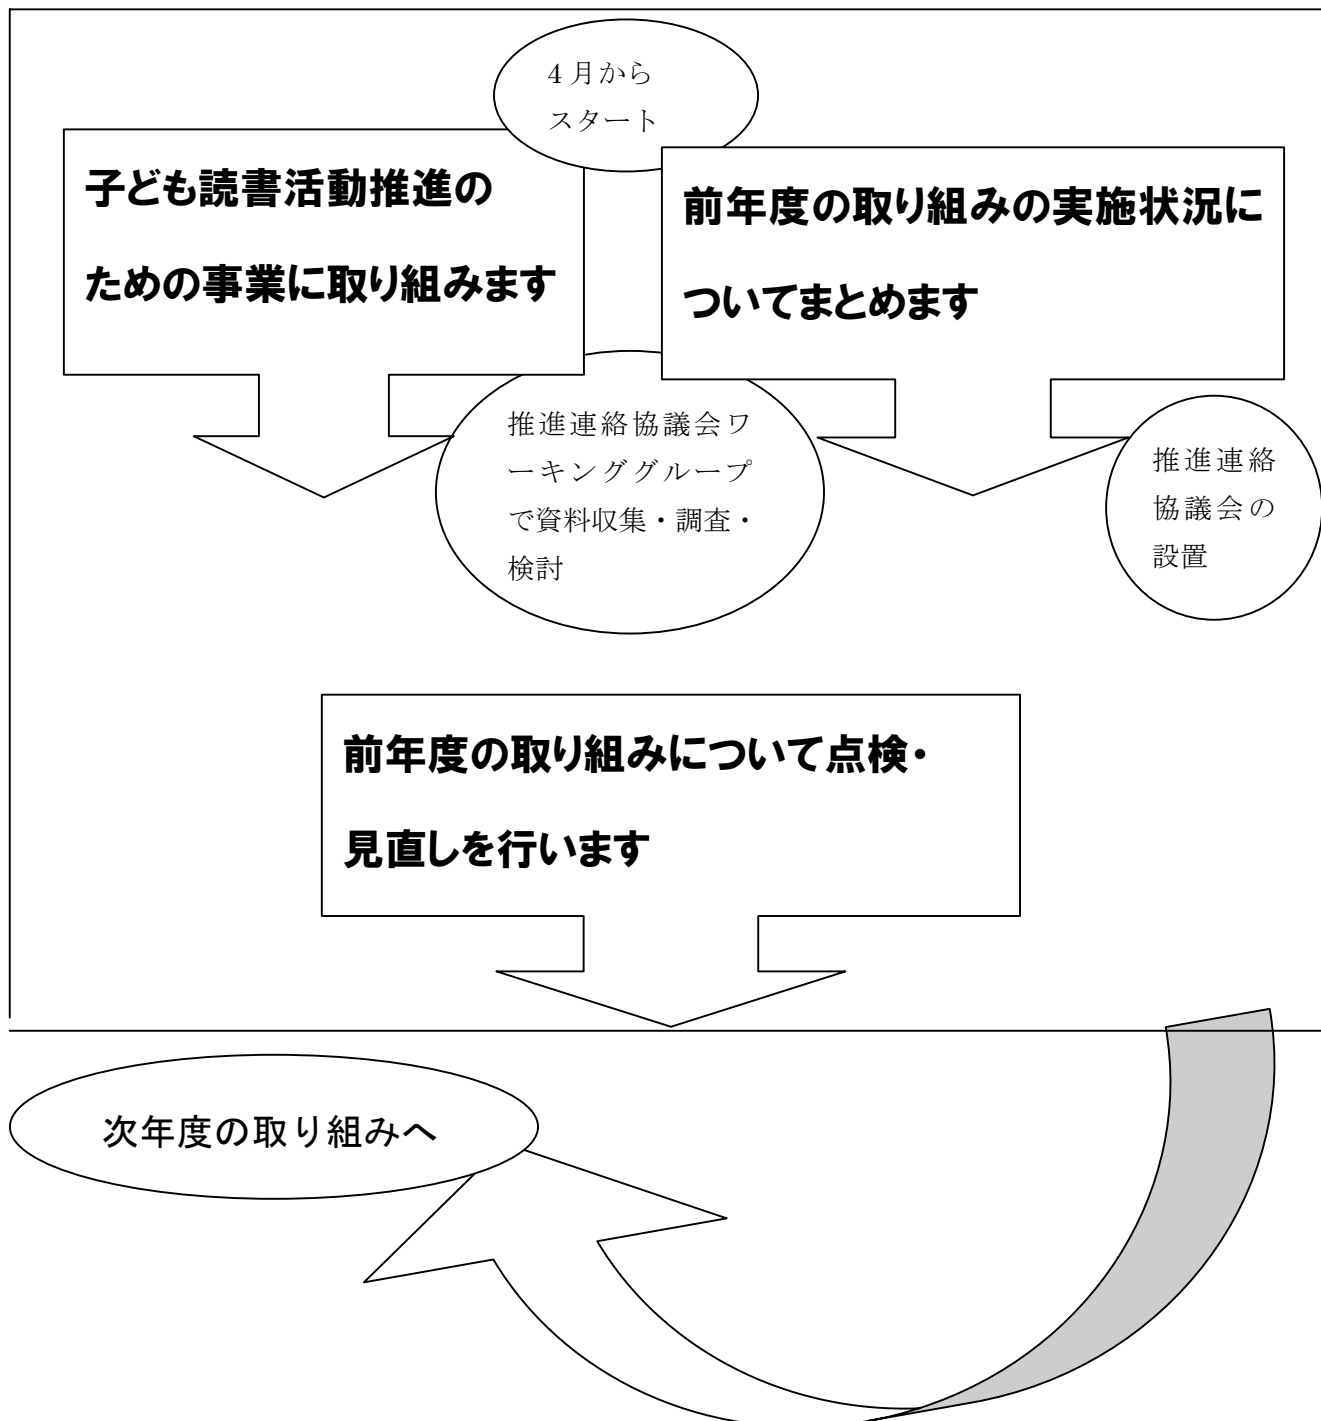 4月から
スタート
子ども読書活動推進の
ための事業に取り組みます
前年度の取り組みの実施状況に
ついてまとめます
推進連絡協議会ワ
ーキンググループ
で資料収集・調査・
検討
推進連絡
協議会の
設置
前年度の取り組みについて点検・
見直しを行います
次年度の取り組みへ